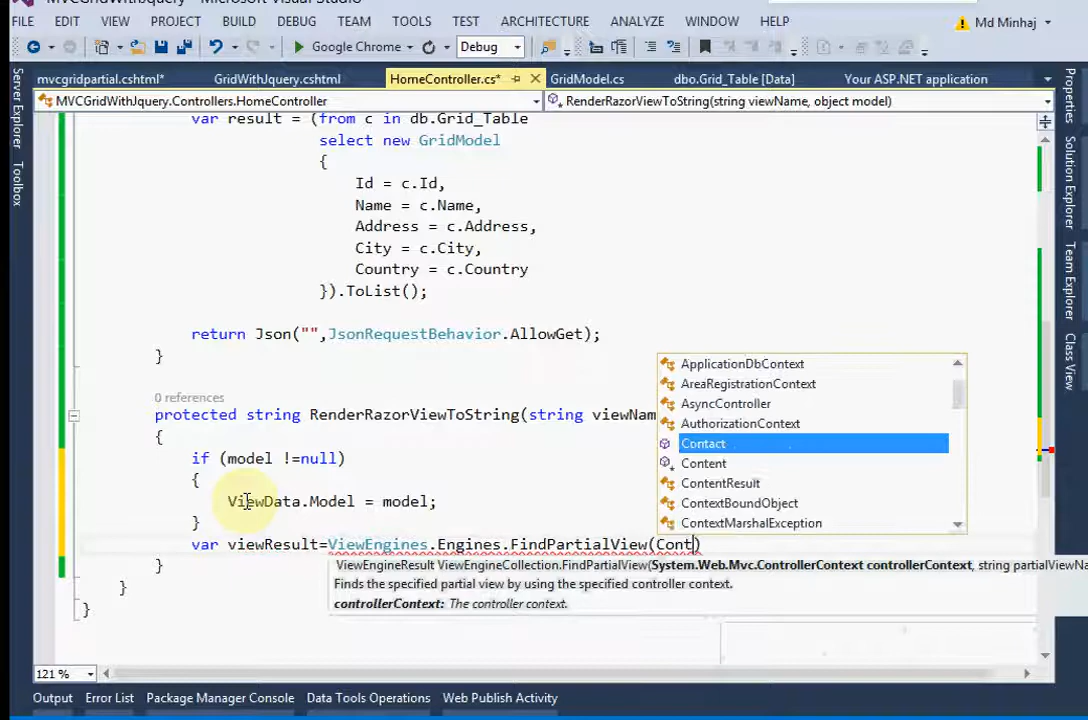 MVCGridWithJquery - Microsoft Visual Studio
FILE EDIT VIEW PROJECT BUILD DEBUG TEAM TOOLS TEST ARCHITECTURE ANALYZE WINDOW HELP Md Minhaj
Google Chrome Debug
mvcgridpartial.cshtml* GridWithJquery.cshtml HomeController.cs* GridModel.cs dbo.Grid_Table [Data] Your ASP.NET application
MVCGridWithJquery.Controllers.HomeController RenderRazorViewToString(string viewName, object model)
var result = (from c in db.Grid_Table
select new GridModel
{
Id = c.Id,
Name = c.Name,
Address = c.Address,
City = c.City,
Country = c.Country
}).ToList();
return Json("",JsonRequestBehavior.AllowGet);
}
0 references
protected string RenderRazorViewToString(string viewNam
{
if (model !=null)
{
ViewData.Model = model;
}
var viewResult=ViewEngines.Engines.FindPartialView(Cont)
}
}
}
ApplicationDbContext
AreaRegistrationContext
AsyncController
AuthorizationContext
Contact
Content
ContentResult
ContextBoundObject
ContextMarshalException
ViewEngineResult ViewEngineCollection.FindPartialView(System.Web.Mvc.ControllerContext controllerContext, string partialViewNa
Finds the specified partial view by using the specified controller context.
controllerContext: The controller context.
121 %
Output Error List Package Manager Console Data Tools Operations Web Publish Activity
Server Explorer
Toolbox
Properties
Solution Explorer
Team Explorer
Class View